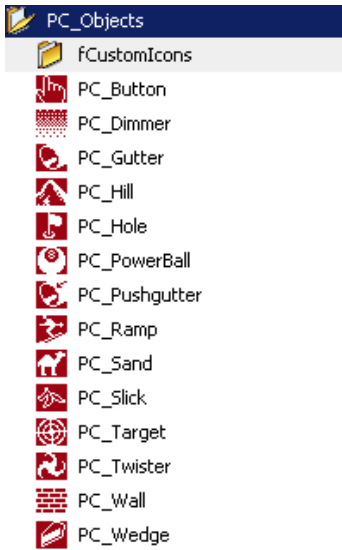 PC_Objects
fCustomIcons
PC_Button
PC_Dimmer
PC_Gutter
PC_Hill
PC_Hole
PC_PowerBall
PC_Pushgutter
PC_Ramp
PC_Sand
PC_Slick
PC_Target
PC_Twister
PC_Wall
PC_Wedge